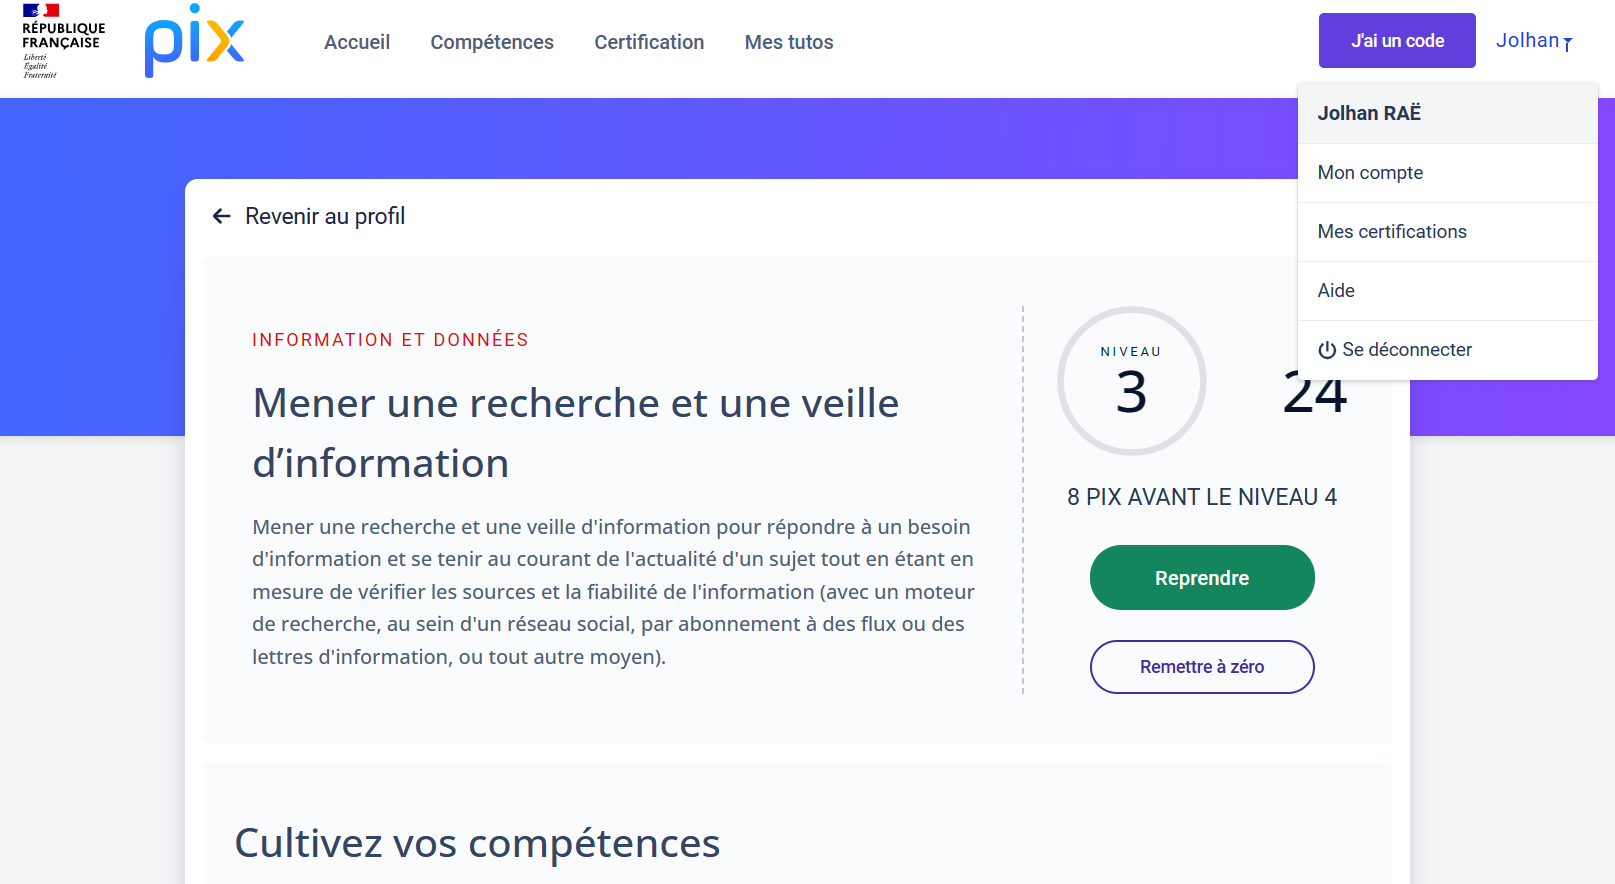 RÉPUBLIQUE
FRANÇAISE
Liberté
Égalité
Fraternité
pix
Accueil
Compétences
Certification
Mes tutos
J'ai un code
Jolhan
Jolhan RAË
Mon compte
Mes certifications
Aide
Se déconnecter
Revenir au profil
INFORMATION ET DONNÉES
Mener une recherche et une veille
d’information
Mener une recherche et une veille d'information pour répondre à un besoin
d'information et se tenir au courant de l'actualité d'un sujet tout en étant en
mesure de vérifier les sources et la fiabilité de l'information (avec un moteur
de recherche, au sein d'un réseau social, par abonnement à des flux ou des
lettres d'information, ou tout autre moyen).
NIVEAU
3
24
8 PIX AVANT LE NIVEAU 4
Reprendre
Remettre à zéro
Cultivez vos compétences